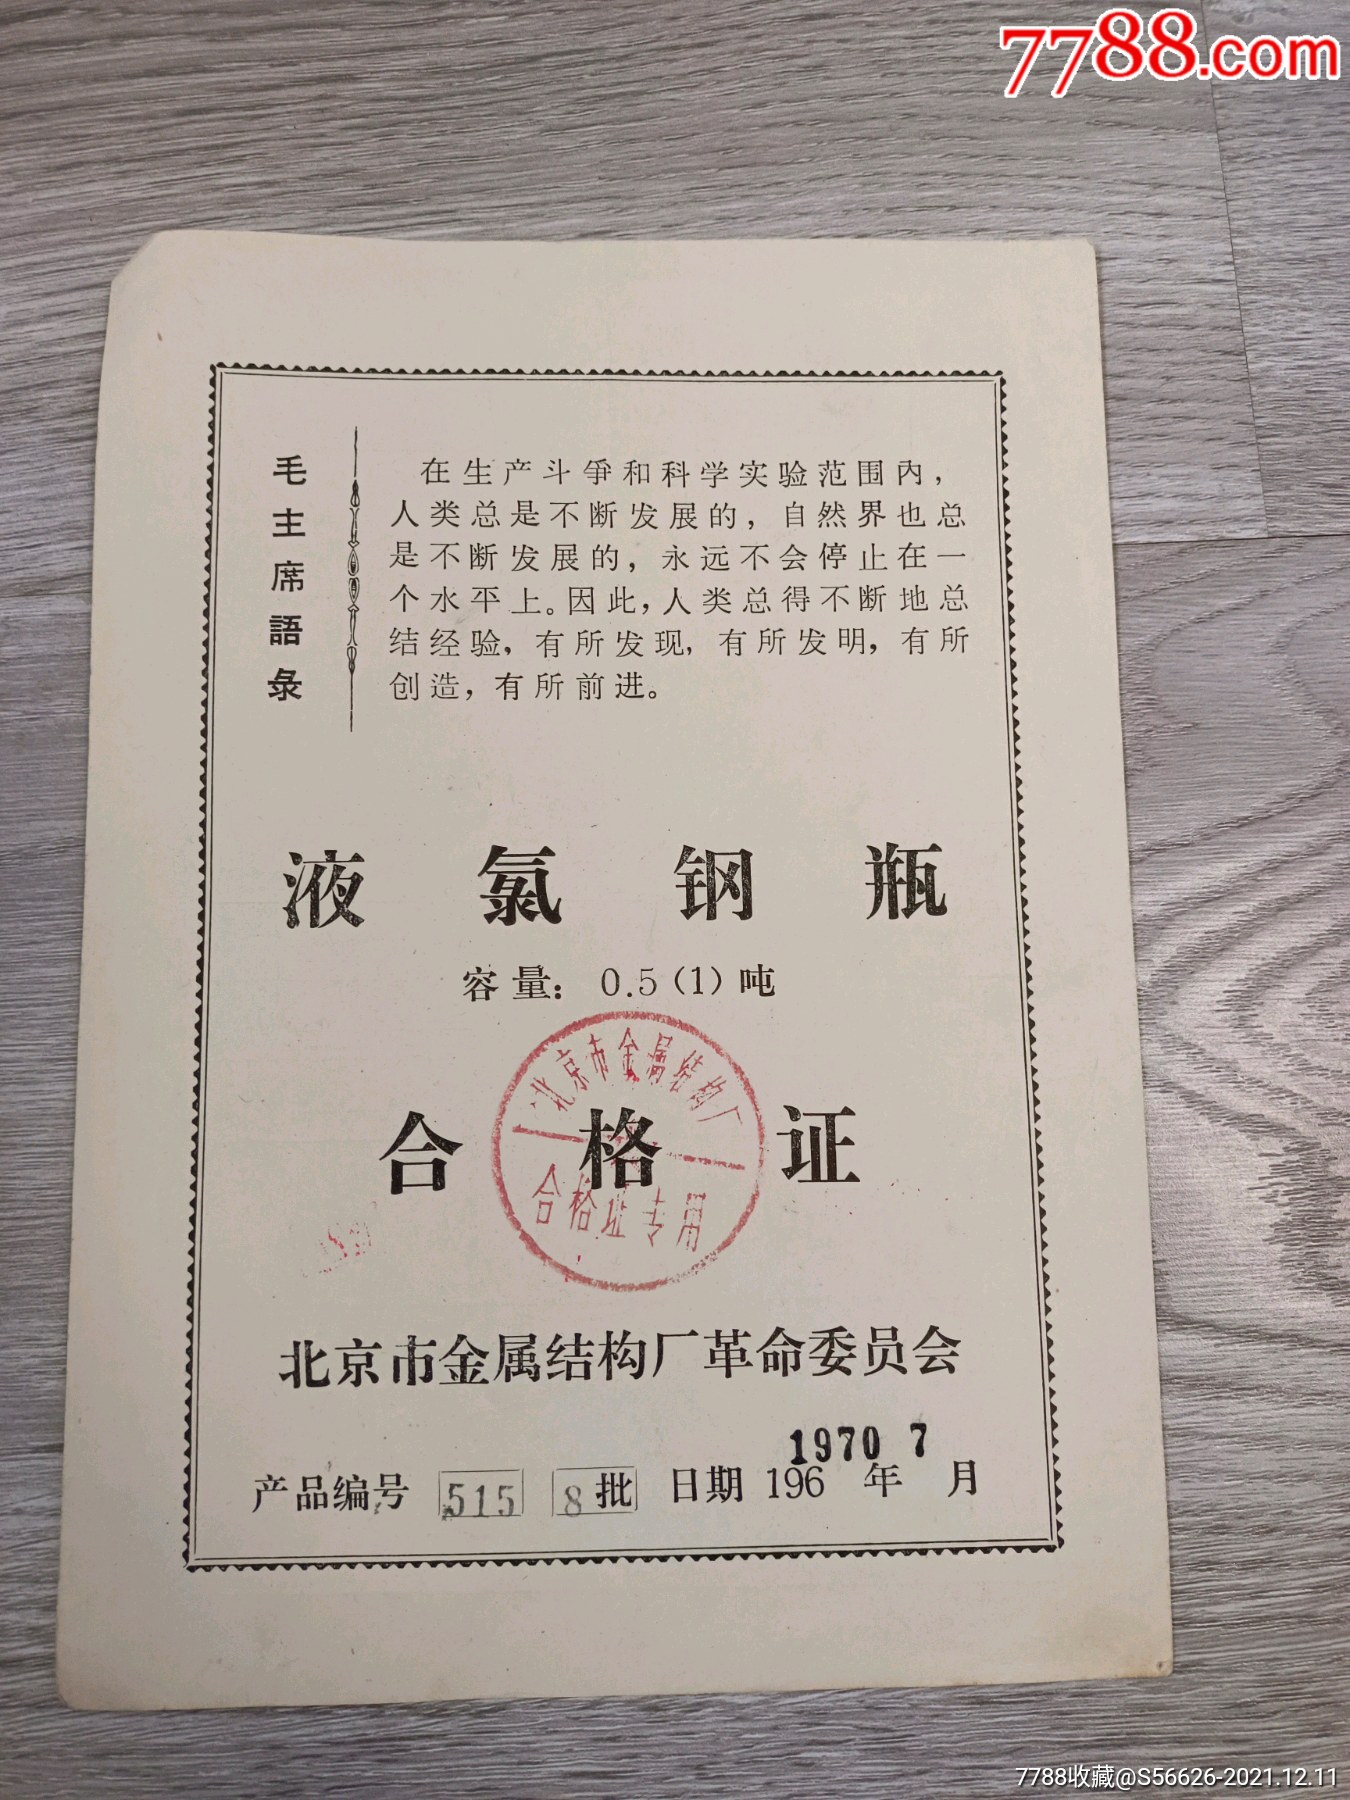 7788.com
毛主席語彔
在生产斗爭和科学实验范围內，
人类总是不断发展的，自然界也总
是不断发展的，永远不会停止在一
个水平上。因此，人类总得不断地总
结经验，有所发现，有所发明，有所
创造，有所前进。
液氯钢瓶
容量：0.5(1)吨
北京市金属结构厂
合格证
合格证专用
北京市金属结构厂革命委员会
1970 7
产品编号 515 8批 日期 196 年 月
7788收藏@S56626-2021.12.11